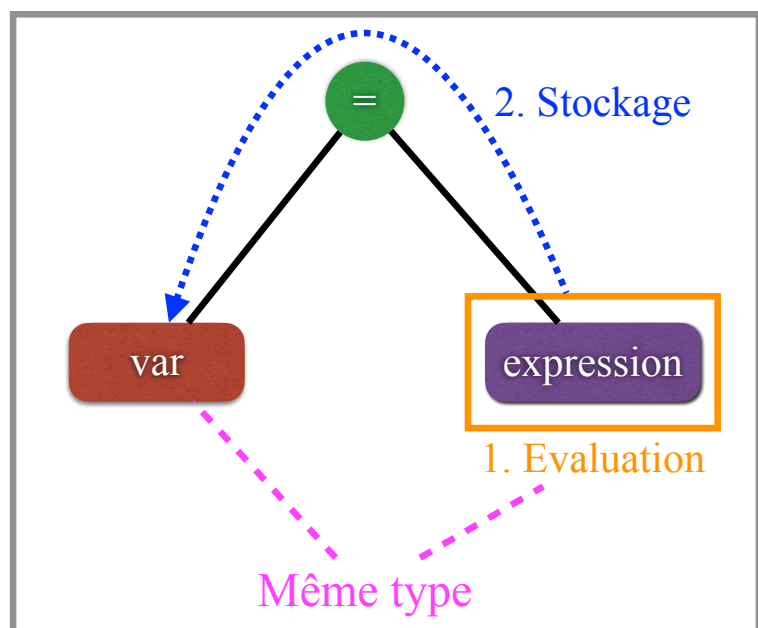 =
2. Stockage
var
expression
1. Evaluation
Même type